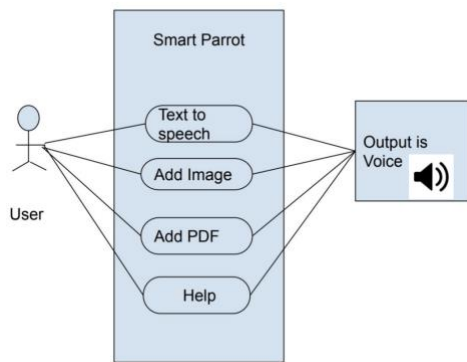 Smart Parrot
Text to
speech
Add Image
Output is
Voice
User
Add PDF
Help